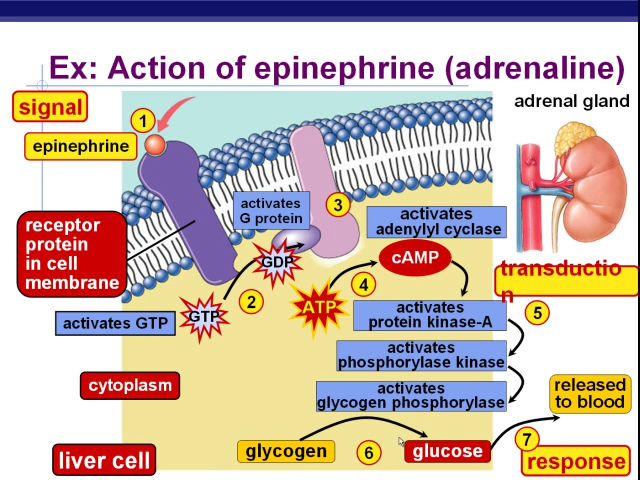 Ex: Action of epinephrine (adrenaline)
signal
adrenal gland
1
epinephrine
activates
G protein
3
activates
adenylyl cyclase
receptor
protein
in cell
membrane
GDP
cAMP
transductio
n
4
2
ATP
GTP
activates GTP
activates
protein kinase-A
5
activates
phosphorylase kinase
cytoplasm
activates
glycogen phosphorylase
released
to blood
glycogen
6
glucose
7
liver cell
response